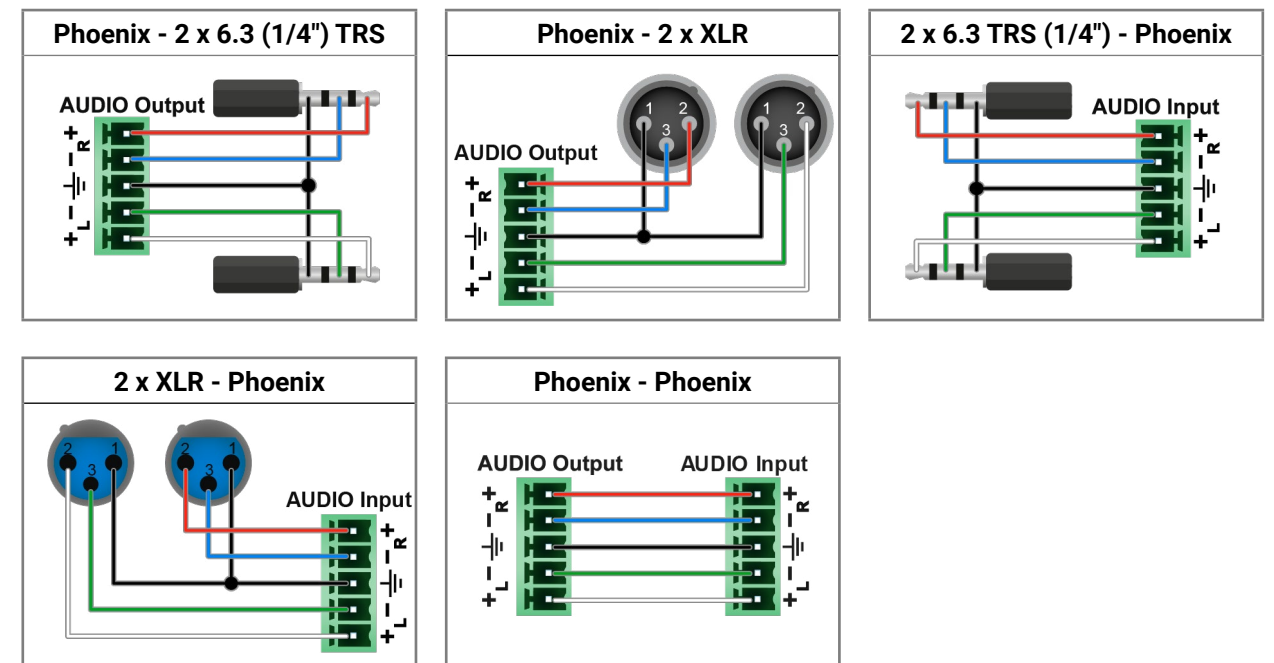 Phoenix - 2 x 6.3 (1/4") TRS
AUDIO Output
+
R
-
-
L
+
Phoenix - 2 x XLR
1 2
3
1 2
3
AUDIO Output
+
R
-
-
L
+
2 x 6.3 TRS (1/4") - Phoenix
AUDIO Input
+
R
-
-
L
+
2 x XLR - Phoenix
2 1
3
2 1
3
AUDIO Input
+
R
-
-
L
+
Phoenix - Phoenix
AUDIO Output AUDIO Input
+ +
R R
- -
- -
L L
+ +